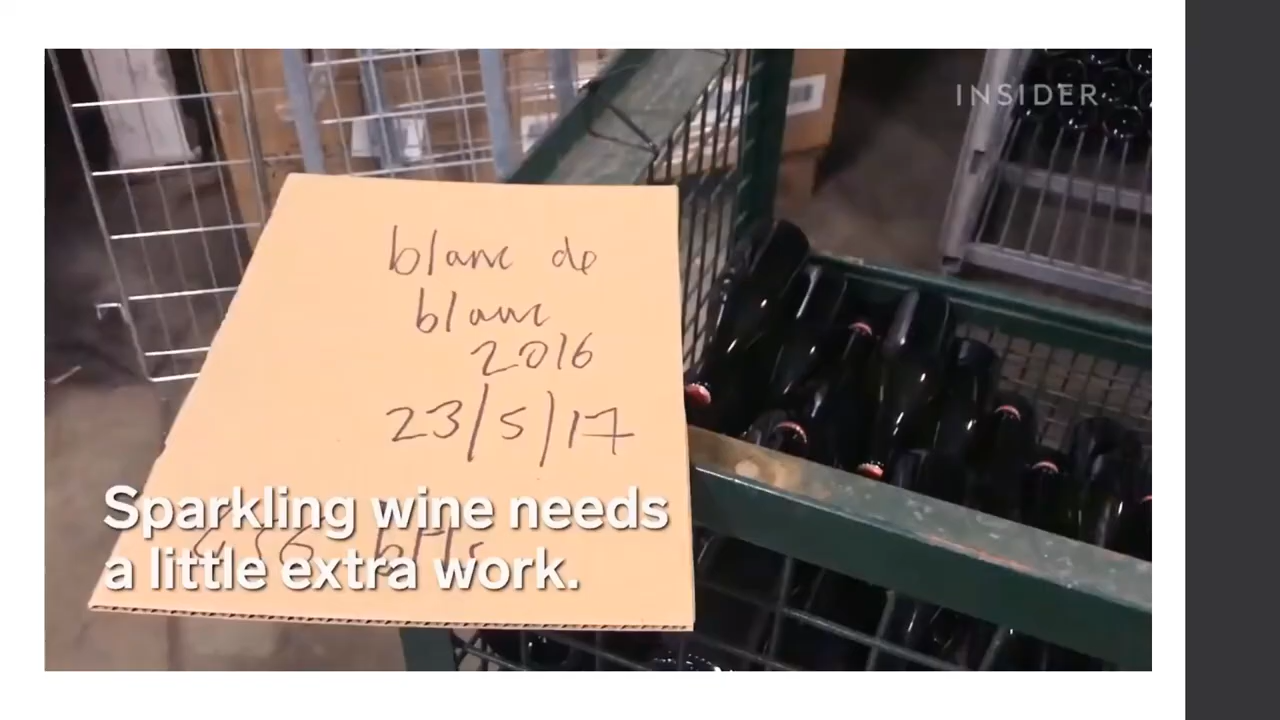 INSIDER
blanc de
blanc
2016
23/5/17
Sparkling wine needs
a little extra work.